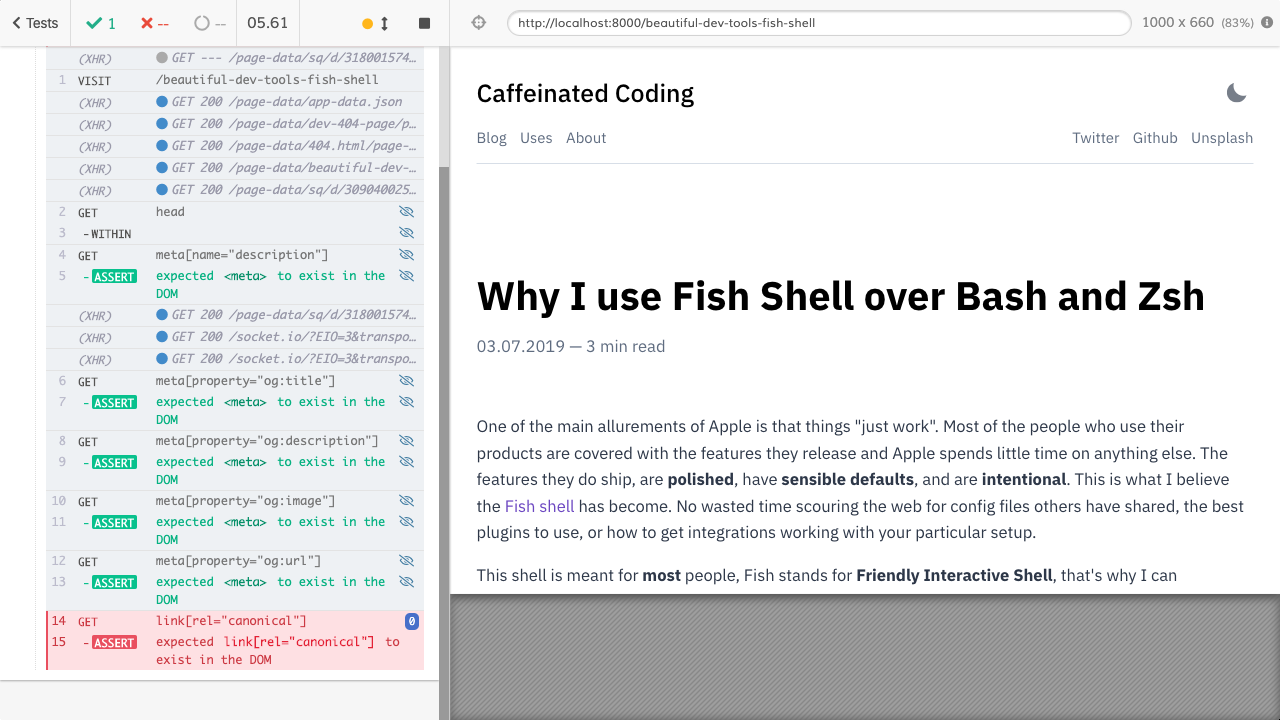 Tests
1
--
--
05.61
http://localhost:8000/beautiful-dev-tools-fish-shell
1000 x 660 (83%)
(XHR) GET --- /page-data/sq/d/318001574…
1 VISIT /beautiful-dev-tools-fish-shell
(XHR) GET 200 /page-data/app-data.json
(XHR) GET 200 /page-data/dev-404-page/p…
(XHR) GET 200 /page-data/404.html/page-…
(XHR) GET 200 /page-data/beautiful-dev-…
(XHR) GET 200 /page-data/sq/d/309040025…
2 GET head
3 -WITHIN
4 GET meta[name="description"]
5 -ASSERT expected <meta> to exist in the
DOM
(XHR) GET 200 /page-data/sq/d/318001574…
(XHR) GET 200 /socket.io/?EIO=3&transpo…
(XHR) GET 200 /socket.io/?EIO=3&transpo…
6 GET meta[property="og:title"]
7 -ASSERT expected <meta> to exist in the
DOM
8 GET meta[property="og:description"]
9 -ASSERT expected <meta> to exist in the
DOM
10 GET meta[property="og:image"]
11 -ASSERT expected <meta> to exist in the
DOM
12 GET meta[property="og:url"]
13 -ASSERT expected <meta> to exist in the
DOM
14 GET link[rel="canonical"] 0
15 -ASSERT expected link[rel="canonical"] to
exist in the DOM
Caffeinated Coding
Blog Uses About Twitter Github Unsplash
Why I use Fish Shell over Bash and Zsh
03.07.2019 — 3 min read
One of the main allurements of Apple is that things "just work". Most of the people who use their
products are covered with the features they release and Apple spends little time on anything else. The
features they do ship, are polished, have sensible defaults, and are intentional. This is what I believe
the Fish shell has become. No wasted time scouring the web for config files others have shared, the best
plugins to use, or how to get integrations working with your particular setup.
This shell is meant for most people, Fish stands for Friendly Interactive Shell, that's why I can